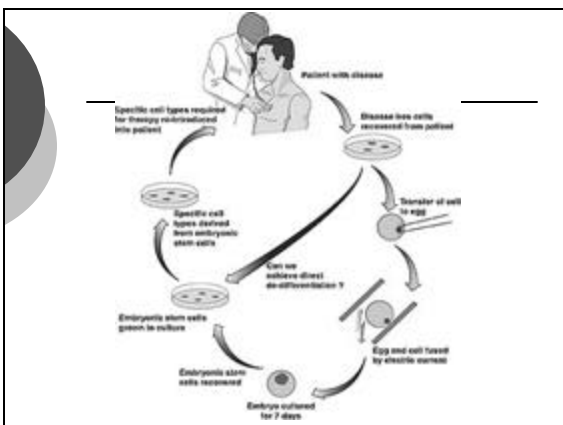 Patient with disease
Disease free cells
recovered from patient
Transfer of cell
to egg
Egg and cell fused
by electric current
Embryo cultured
for 7 days
Embryonic stem
cells recovered
Embryonic stem cells
grown in culture
Can we
achieve direct
de-differentiation ?
Specific cell
types derived
from embryonic
stem cells
Specific cell types required
for therapy re-introduced
into patient